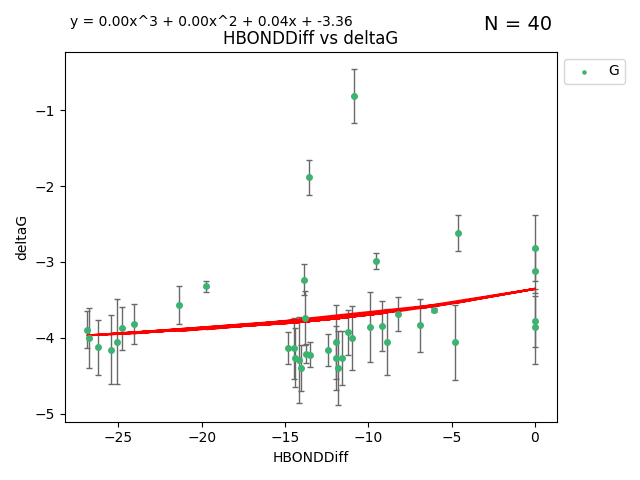 y = 0.00x^3 + 0.00x^2 + 0.04x + -3.36
N = 40
HBONDDiff vs deltaG
G
−1
−2
−3
−4
−5
deltaG
−25 −20 −15 −10 −5 0
HBONDDiff